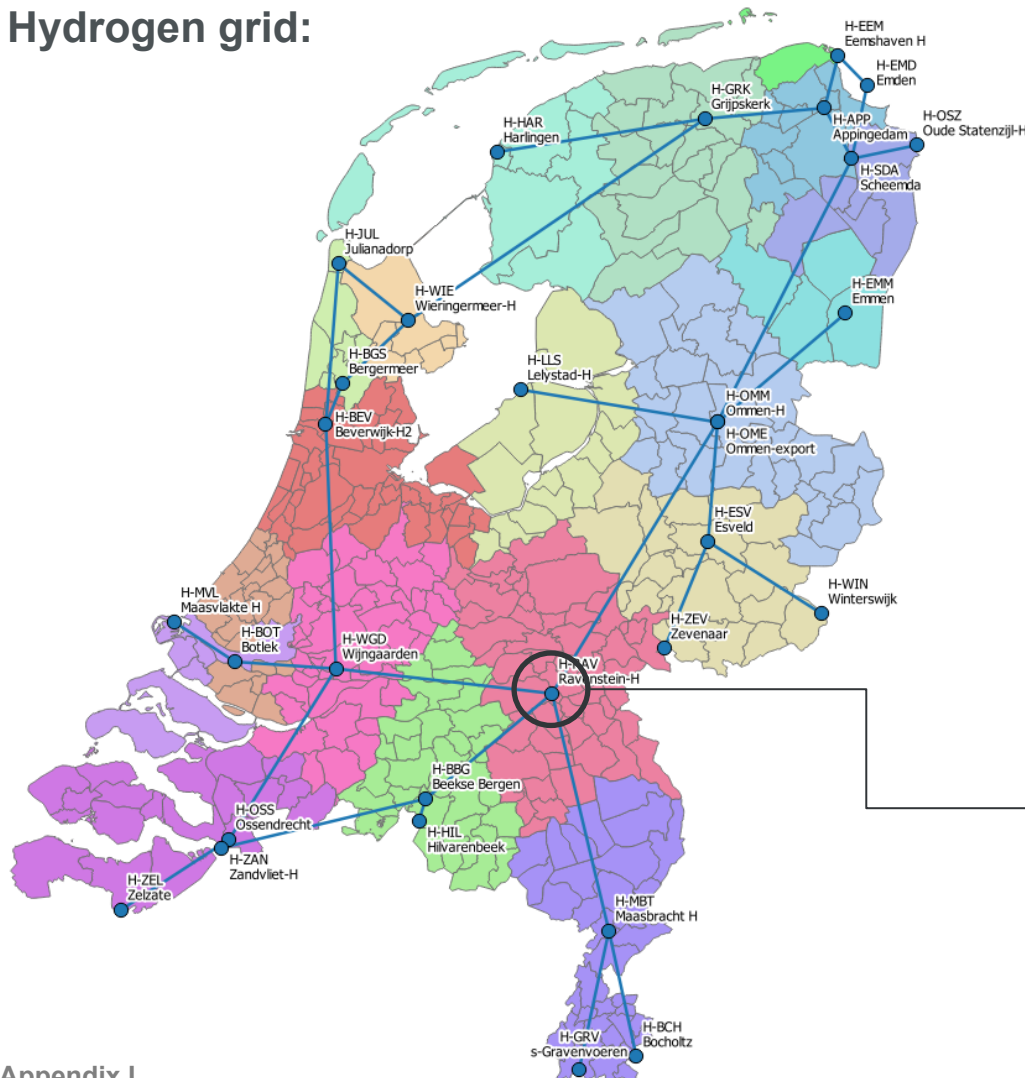 Hydrogen grid:
H-EEM
Eemshaven H
H-EMD
Emden
H-GRK
Grijpskerk
H-OSZ
Oude Statenzijl-H
H-HAR
Harlingen
H-APP
Appingedam
H-SDA
Scheemda
H-JUL
Julianadorp
H-WIE
Wieringermeer-H
H-EMM
Emmen
H-BGS
Bergermeer
H-LLS
Lelystad-H
H-OMM
Ommen-H
H-BEV
Beverwijk-H2
H-OME
Ommen-export
H-ESV
Esveld
H-WIN
Winterswijk
H-MVL
Maasvlakte H
H-ZEV
Zevenaar
H-BOT
Botlek
H-WGD
Wijngaarden
H-RAV
Ravenstein-H
H-BBG
Beekse Bergen
H-OSS
Ossendrecht
H-HIL
Hilvarenbeek
H-ZAN
Zandvliet-H
H-ZEL
Zelzate
H-MBT
Maasbracht H
H-GRV
s-Gravenvoeren
H-BCH
Bocholtz
Appendix I